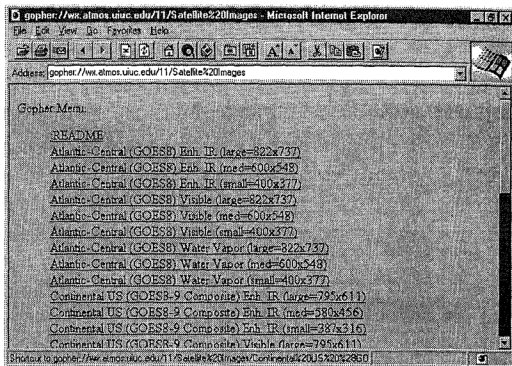 gopher://wx.atmos.uiuc.edu/11/Satellite%20Images - Microsoft Internet Explorer
File Edit View Go Favorites Help
Address: gopher://wx.atmos.uiuc.edu/11/Satellite%20Images
Gopher Menu
:README
Atlantic-Central (GOES8) Enh. IR (large=822x737)
Atlantic-Central (GOES8) Enh. IR (med=600x548)
Atlantic-Central (GOES8) Enh. IR (small=400x377)
Atlantic-Central (GOES8) Visible (large=822x737)
Atlantic-Central (GOES8) Visible (med=600x548)
Atlantic-Central (GOES8) Visible (small=400x377)
Atlantic-Central (GOES8) Water Vapor (large=822x737)
Atlantic-Central (GOES8) Water Vapor (med=600x548)
Atlantic-Central (GOES8) Water Vapor (small=400x377)
Continental US (GOES8-9 Composite) Enh. IR (large=795x611)
Continental US (GOES8-9 Composite) Enh. IR (med=580x456)
Continental US (GOES8-9 Composite) Enh. IR (small=387x316)
Continental US (GOES8-9 Composite) Visible (large=795x611)
Shortcut to gopher://wx.atmos.uiuc.edu/11/Satellite%20Images/Continental%20US%20%28GO